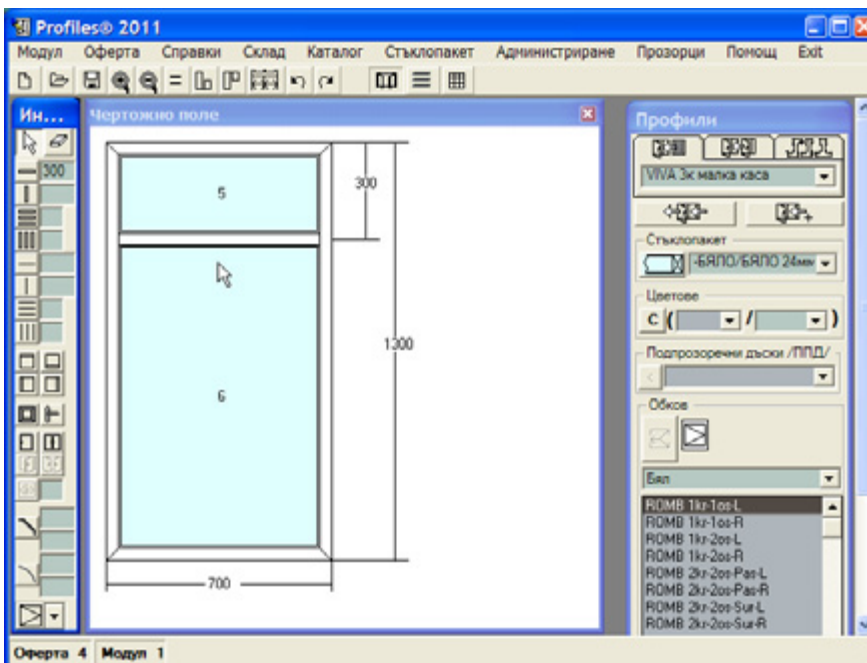 Profiles® 2011
Модул Оферта Справки Склад Каталог Стъклопакет Администриране Прозорци Помощ Exit
Ин...
300
Чертожно поле
5
300
6
1300
700
Профили
VIVA 3к малка каса
Стъклопакет
-БЯЛО/БЯЛО 24мм
Цветове
C ( / )
Подпрозоречни дъски /ППД/
<
Обков
Бял
ROMB 1kr-1os-L
ROMB 1kr-1os-R
ROMB 1kr-2os-L
ROMB 1kr-2os-R
ROMB 2kr-2os-Pas-L
ROMB 2kr-2os-Pas-R
ROMB 2kr-2os-Sur-L
ROMB 2kr-2os-Sur-R
Оферта 4 Модул 1